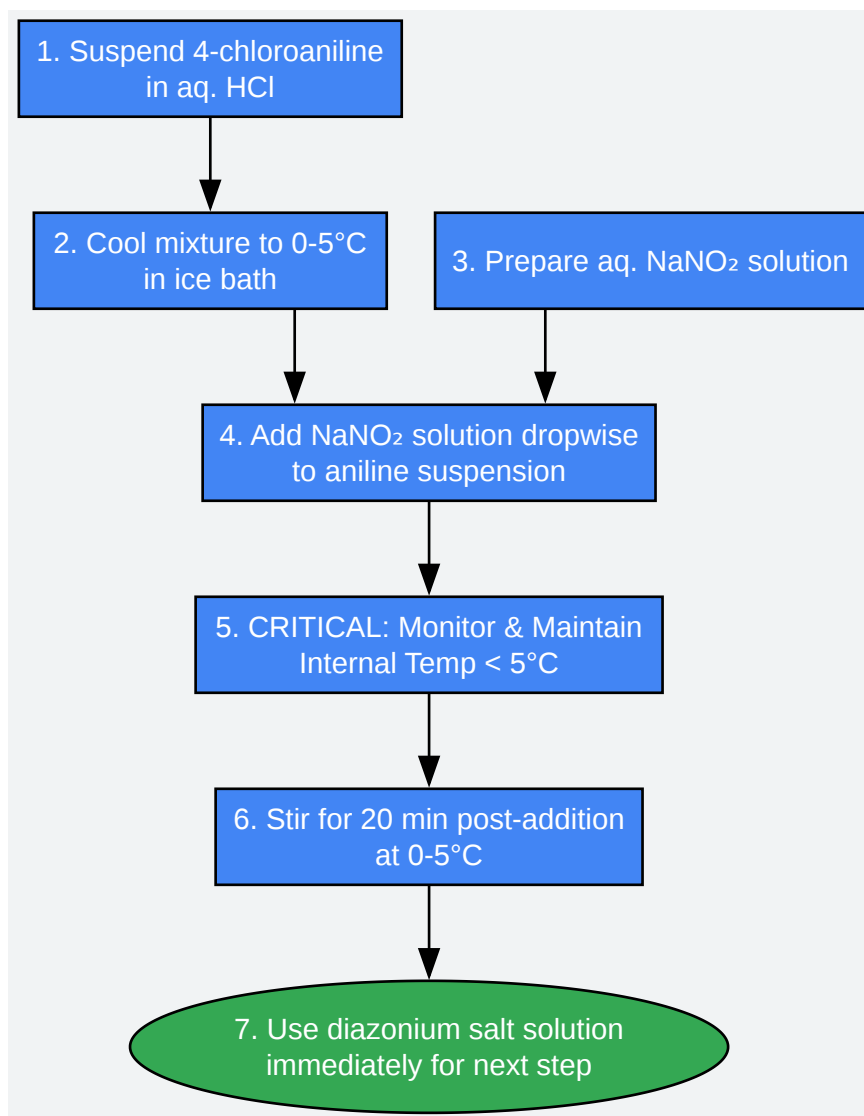 1. Suspend 4-chloroaniline
in aq. HCl
2. Cool mixture to 0-5°C
in ice bath
3. Prepare aq. NaNO₂ solution
4. Add NaNO₂ solution dropwise
to aniline suspension
5. CRITICAL: Monitor & Maintain
Internal Temp < 5°C
6. Stir for 20 min post-addition
at 0-5°C
7. Use diazonium salt solution
immediately for next step